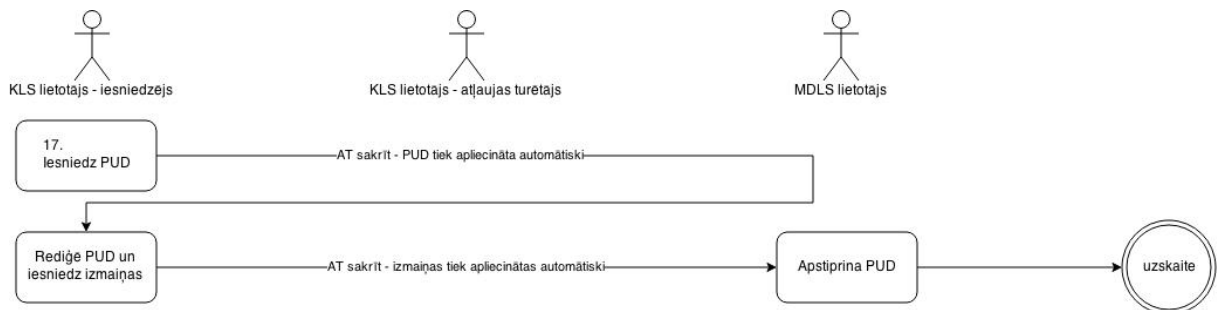 KLS lietotājs - iesniedzējs
KLS lietotājs - atļaujas turētājs
MDLS lietotājs
17.
Iesniedz PUD
AT sakrīt - PUD tiek apliecināta automātiski
Rediģē PUD un
iesniedz izmaiņas
AT sakrīt - izmaiņas tiek apliecinātas automātiski
Apstiprina PUD
uzskaite